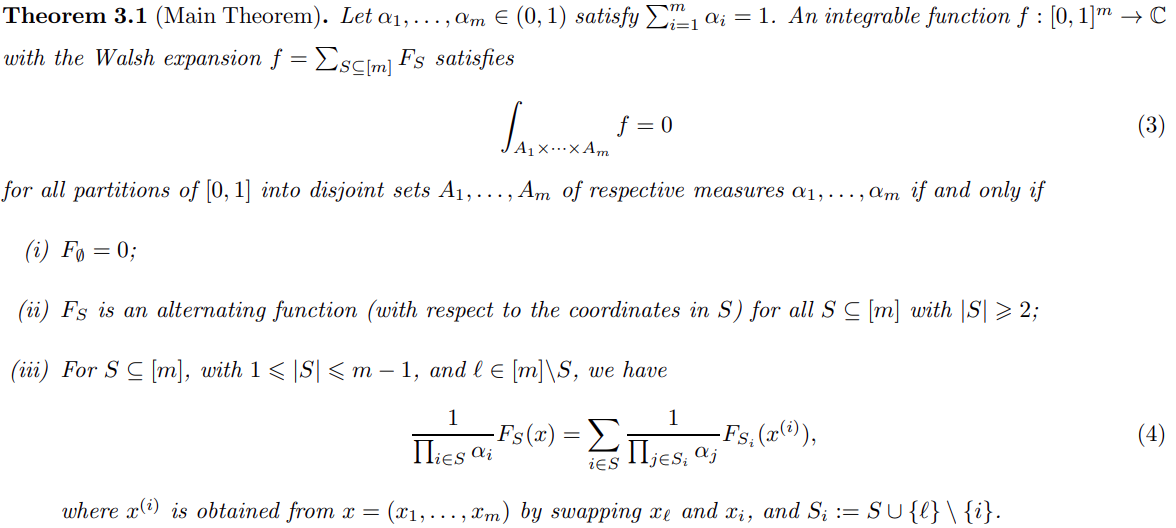 Theorem 3.1 (Main Theorem). Let α₁, . . . , αₘ ∈ (0, 1) satisfy ∑ᵢ₌₁ᵐ αᵢ = 1. An integrable function f : [0, 1]ᵐ → ℂ
with the Walsh expansion f = ∑_{S⊆[m]} F_S satisfies
∫_{A₁×···×Aₘ} f = 0 (3)
for all partitions of [0, 1] into disjoint sets A₁, . . . , Aₘ of respective measures α₁, . . . , αₘ if and only if
(i) F_∅ = 0;
(ii) F_S is an alternating function (with respect to the coordinates in S) for all S ⊆ [m] with |S| ⩾ 2;
(iii) For S ⊆ [m], with 1 ⩽ |S| ⩽ m − 1, and ℓ ∈ [m]\S, we have
\frac{1}{∏_{i∈S} αᵢ} F_S(x) = ∑_{i∈S} \frac{1}{∏_{j∈Sᵢ} αⱼ} F_{Sᵢ}(x⁽ⁱ⁾), (4)
where x⁽ⁱ⁾ is obtained from x = (x₁, . . . , xₘ) by swapping x_ℓ and xᵢ, and Sᵢ := S ∪ {ℓ} \ {i}.